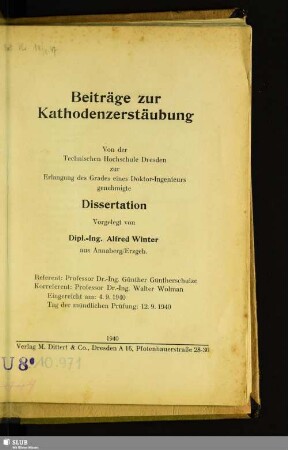 Beiträge zur
Kathodenzerstäubung
Von der
Technischen Hochschule Dresden
zur
Erlangung des Grades eines Doktor-Ingenieurs
genehmigte
Dissertation
Vorgelegt von
Dipl.-Ing. Alfred Winter
aus Annaberg/Erzgeb.
Referent: Professor Dr.-Ing. Günther Güntherschulze
Korreferent: Professor Dr.-Ing. Walter Wolman
Eingereicht am: 4. 9. 1940
Tag der mündlichen Prüfung: 12. 9. 1940
1940
Verlag M. Dittert & Co., Dresden A 16, Pfotenhauerstraße 28-30
U 8° 10.971
SLUB